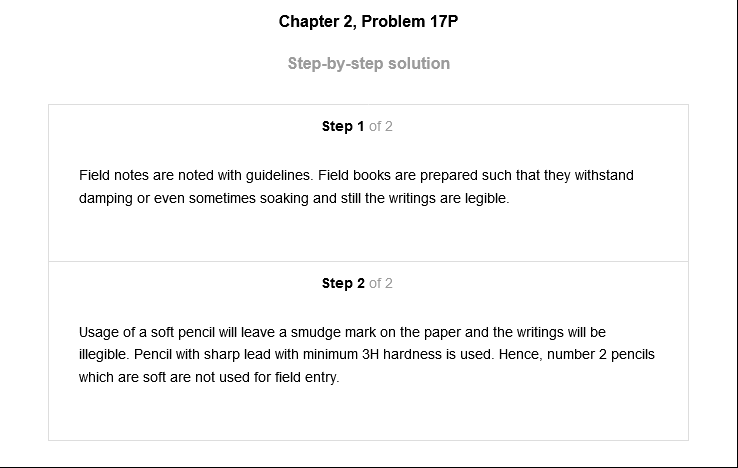 Chapter 2, Problem 17P
Step-by-step solution
Step 1 of 2
Field notes are noted with guidelines. Field books are prepared such that they withstand
damping or even sometimes soaking and still the writings are legible.
Step 2 of 2
Usage of a soft pencil will leave a smudge mark on the paper and the writings will be
illegible. Pencil with sharp lead with minimum 3H hardness is used. Hence, number 2 pencils
which are soft are not used for field entry.